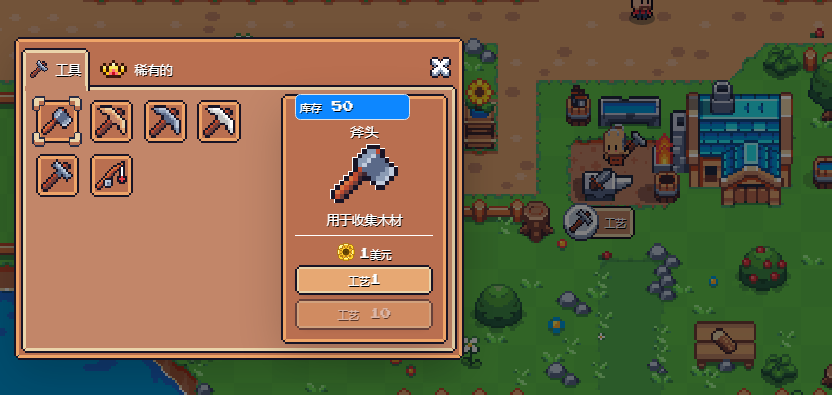 工具
稀有的
库存 50
斧头
用于收集木材
1美元
工艺1
工艺 10
工艺